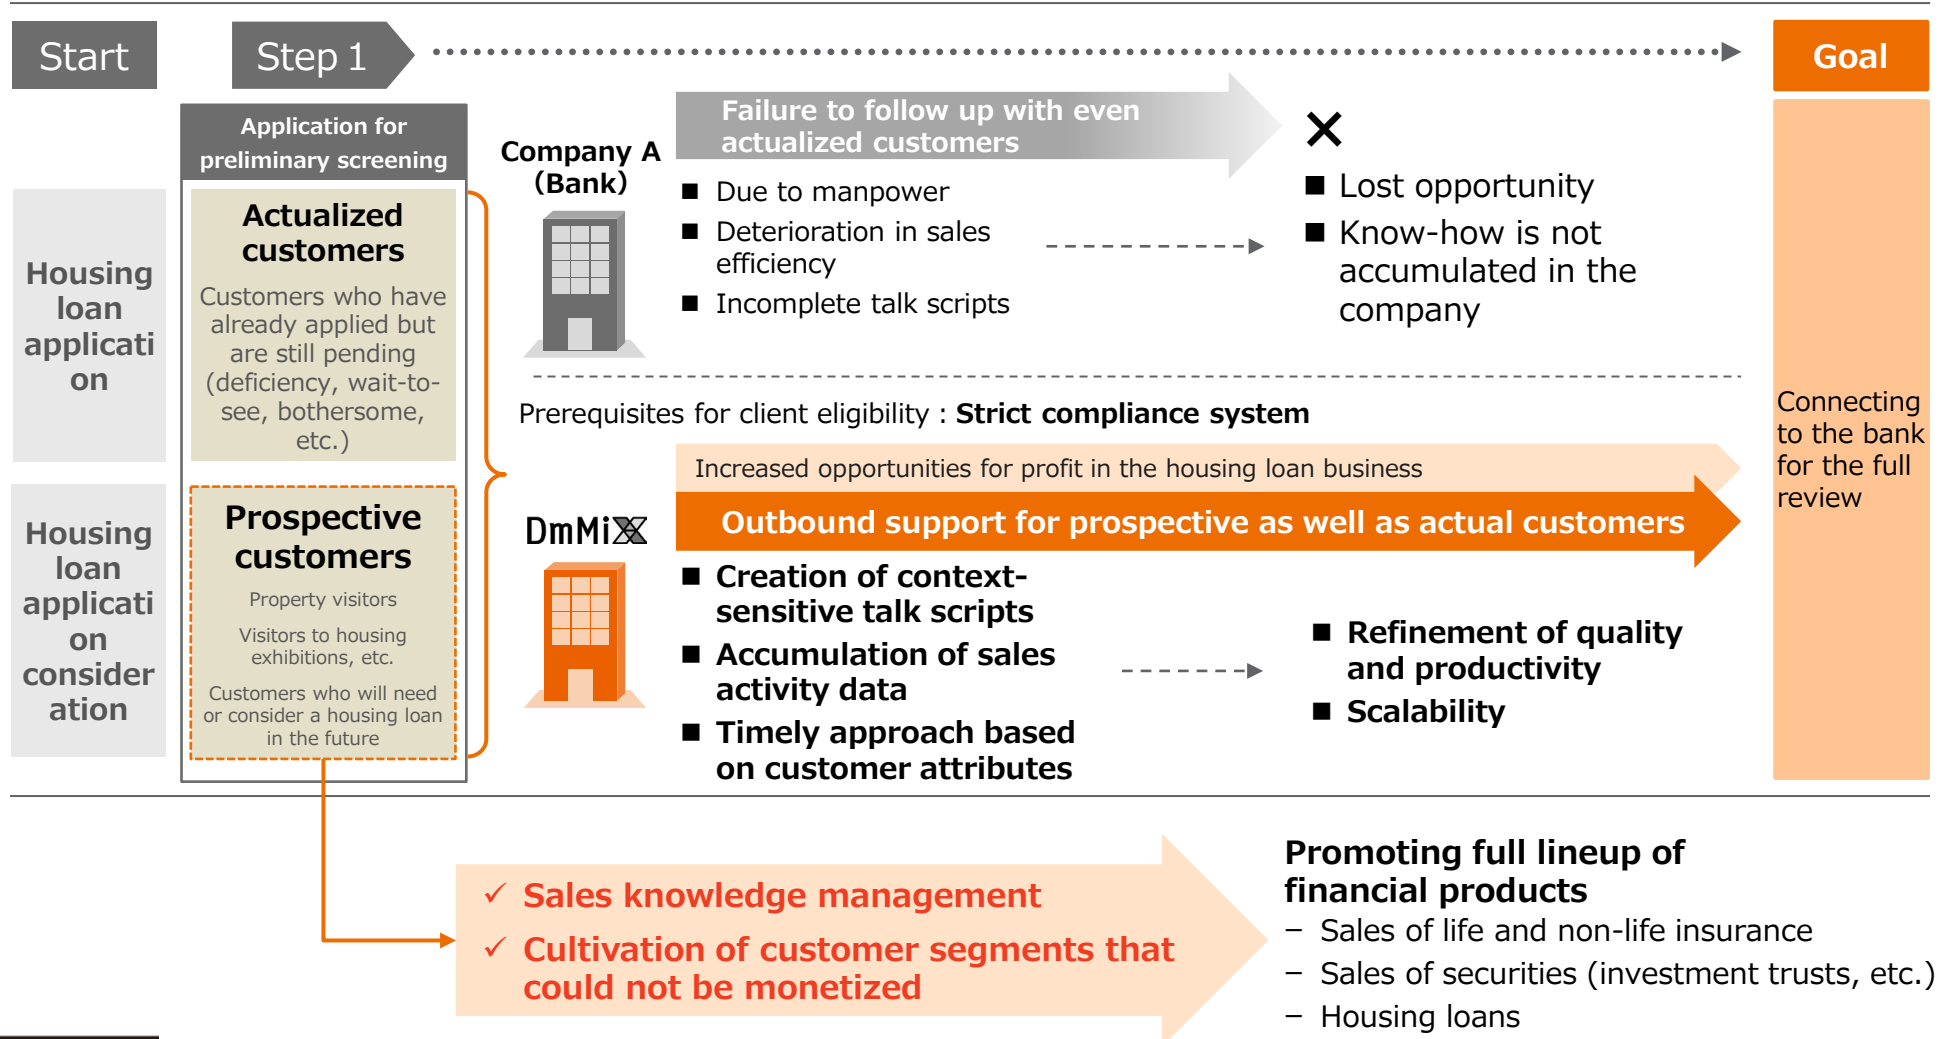 Start
Step 1
Goal
Application for
preliminary screening
Housing
loan
applicati
on
Actualized
customers
Customers who have
already applied but
are still pending
(deficiency, wait-to-
see, bothersome,
etc.)
Housing
loan
applicati
on
consider
ation
Prospective
customers
Property visitors
Visitors to housing
exhibitions, etc.
Customers who will need
or consider a housing loan
in the future
Company A
(Bank)
Failure to follow up with even
actualized customers
■ Due to manpower
■ Deterioration in sales
efficiency
■ Incomplete talk scripts
×
■ Lost opportunity
■ Know-how is not
accumulated in the
company
Prerequisites for client eligibility : Strict compliance system
Increased opportunities for profit in the housing loan business
DmMiX
Outbound support for prospective as well as actual customers
■ Creation of context-
sensitive talk scripts
■ Accumulation of sales
activity data
■ Timely approach based
on customer attributes
■ Refinement of quality
and productivity
■ Scalability
Connecting
to the bank
for the full
review
✓ Sales knowledge management
✓ Cultivation of customer segments that
could not be monetized
Promoting full lineup of
financial products
− Sales of life and non-life insurance
− Sales of securities (investment trusts, etc.)
− Housing loans